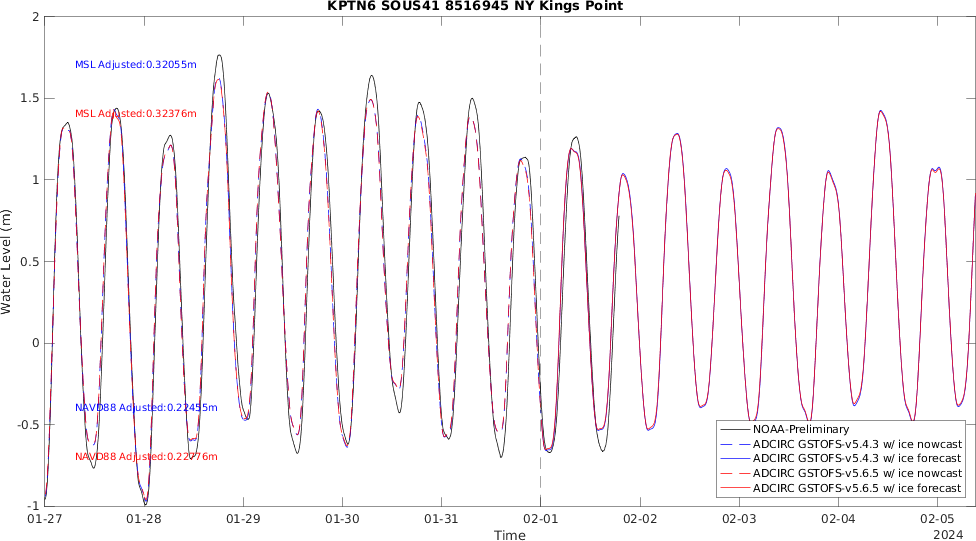 KPTN6 SOUS41 8516945 NY Kings Point
Water Level (m)
2
1.5
1
0.5
0
-0.5
-1
MSL Adjusted:0.32055m
MSL Adjusted:0.32376m
NAVD88 Adjusted:0.22455m
NAVD88 Adjusted:0.22776m
NOAA-Preliminary
ADCIRC GSTOFS-v5.4.3 w/ ice nowcast
ADCIRC GSTOFS-v5.4.3 w/ ice forecast
ADCIRC GSTOFS-v5.6.5 w/ ice nowcast
ADCIRC GSTOFS-v5.6.5 w/ ice forecast
01-27 01-28 01-29 01-30 01-31 02-01 02-02 02-03 02-04 02-05
Time
2024